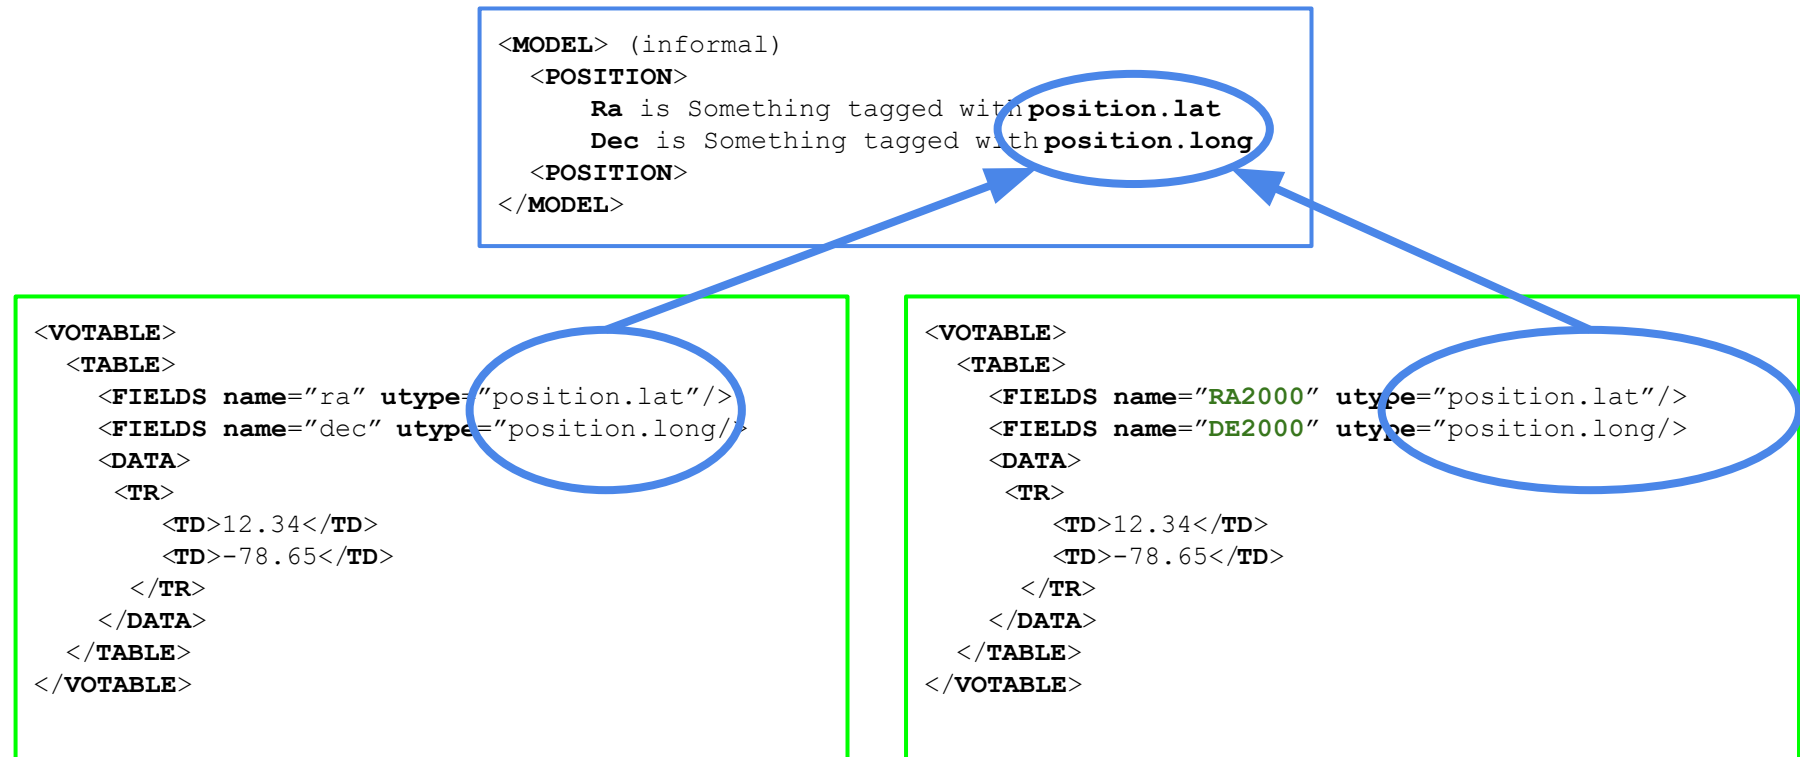 <MODEL> (informal)
<POSITION>
Ra is Something tagged with position.lat
Dec is Something tagged with position.long
<POSITION>
</MODEL>
<VOTABLE>
<TABLE>
<FIELDS name=”ra” utype=”position.lat”/>
<FIELDS name=”dec” utype=”position.long/>
<DATA>
<TR>
<TD>12.34</TD>
<TD>-78.65</TD>
</TR>
</DATA>
</TABLE>
</VOTABLE>
<VOTABLE>
<TABLE>
<FIELDS name=”RA2000” utype=”position.lat”/>
<FIELDS name=”DE2000” utype=”position.long/>
<DATA>
<TR>
<TD>12.34</TD>
<TD>-78.65</TD>
</TR>
</DATA>
</TABLE>
</VOTABLE>